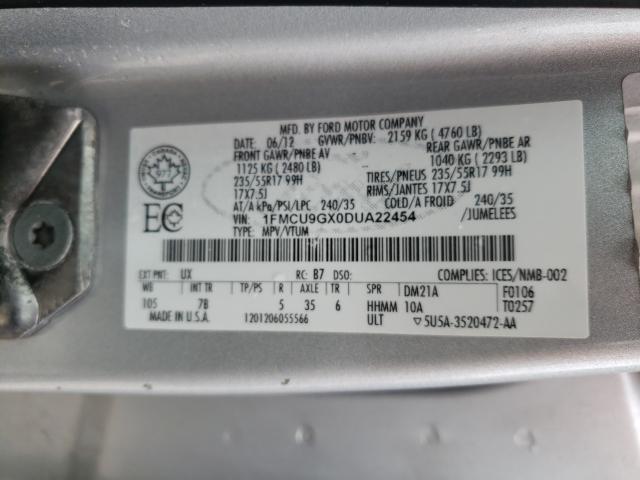 MFD. BY FORD MOTOR COMPANY
DATE: 06/12 GVWR/PNBV: 2159 KG ( 4760 LB)
FRONT GAWR/PNBE AV REAR GAWR/PNBE AR
1125 KG ( 2480 LB) 1040 KG ( 2293 LB)
235/55R17 99H TIRES/PNEUS 235/55R17 99H
17X7.5J RIMS/JANTES 17X7.5J
AT/A kPa/PSI/LPC 240/35 COLD/A FROID 240/35
VIN: 1FMCU9GX0DUA22454 /JUMELEES
TYPE: MPV/VTUM
EC
EXT PNT: UX RC: B7 DSO: COMPLIES: ICES/NMB-002
WB INT TR TP/PS R AXLE TR SPR DM21A F0106
105 7B 5 35 6 HHMM 10A T0257
MADE IN U.S.A. 1201206055566 ULT ▽5U5A-3520472-AA